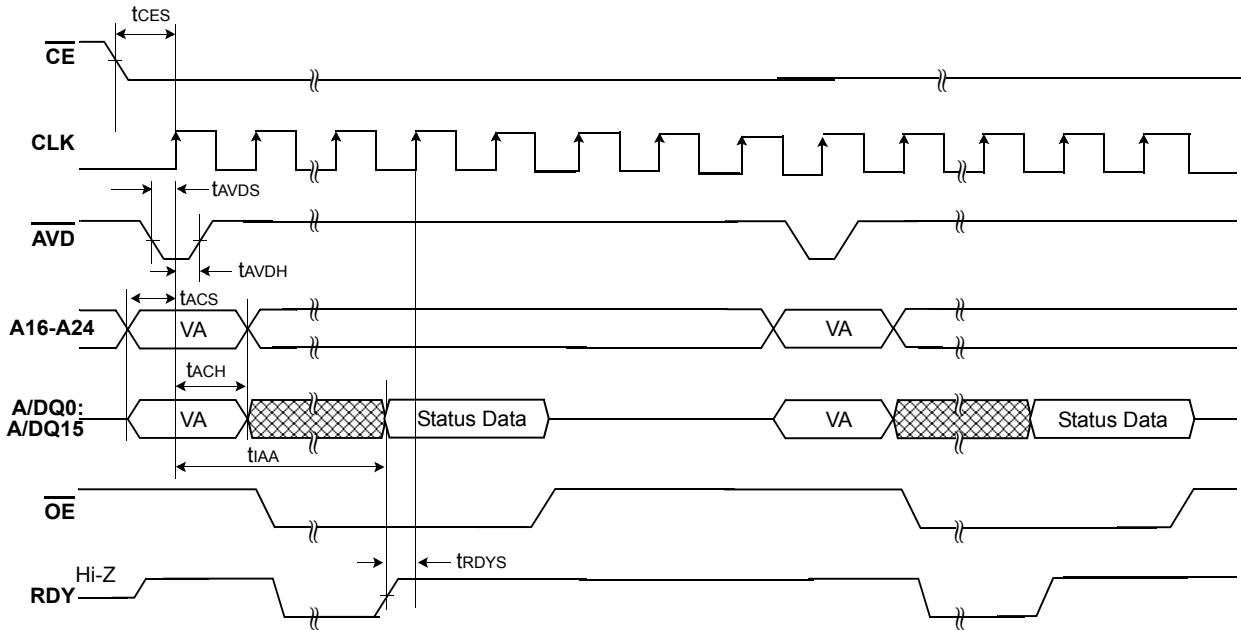 tCES
CE
CLK
tAVDS
AVD
tAVDH
tACS
A16-A24
VA
VA
tACH
A/DQ0:
A/DQ15
VA
Status Data
VA
Status Data
tIAA
OE
tRDYS
Hi-Z
RDY